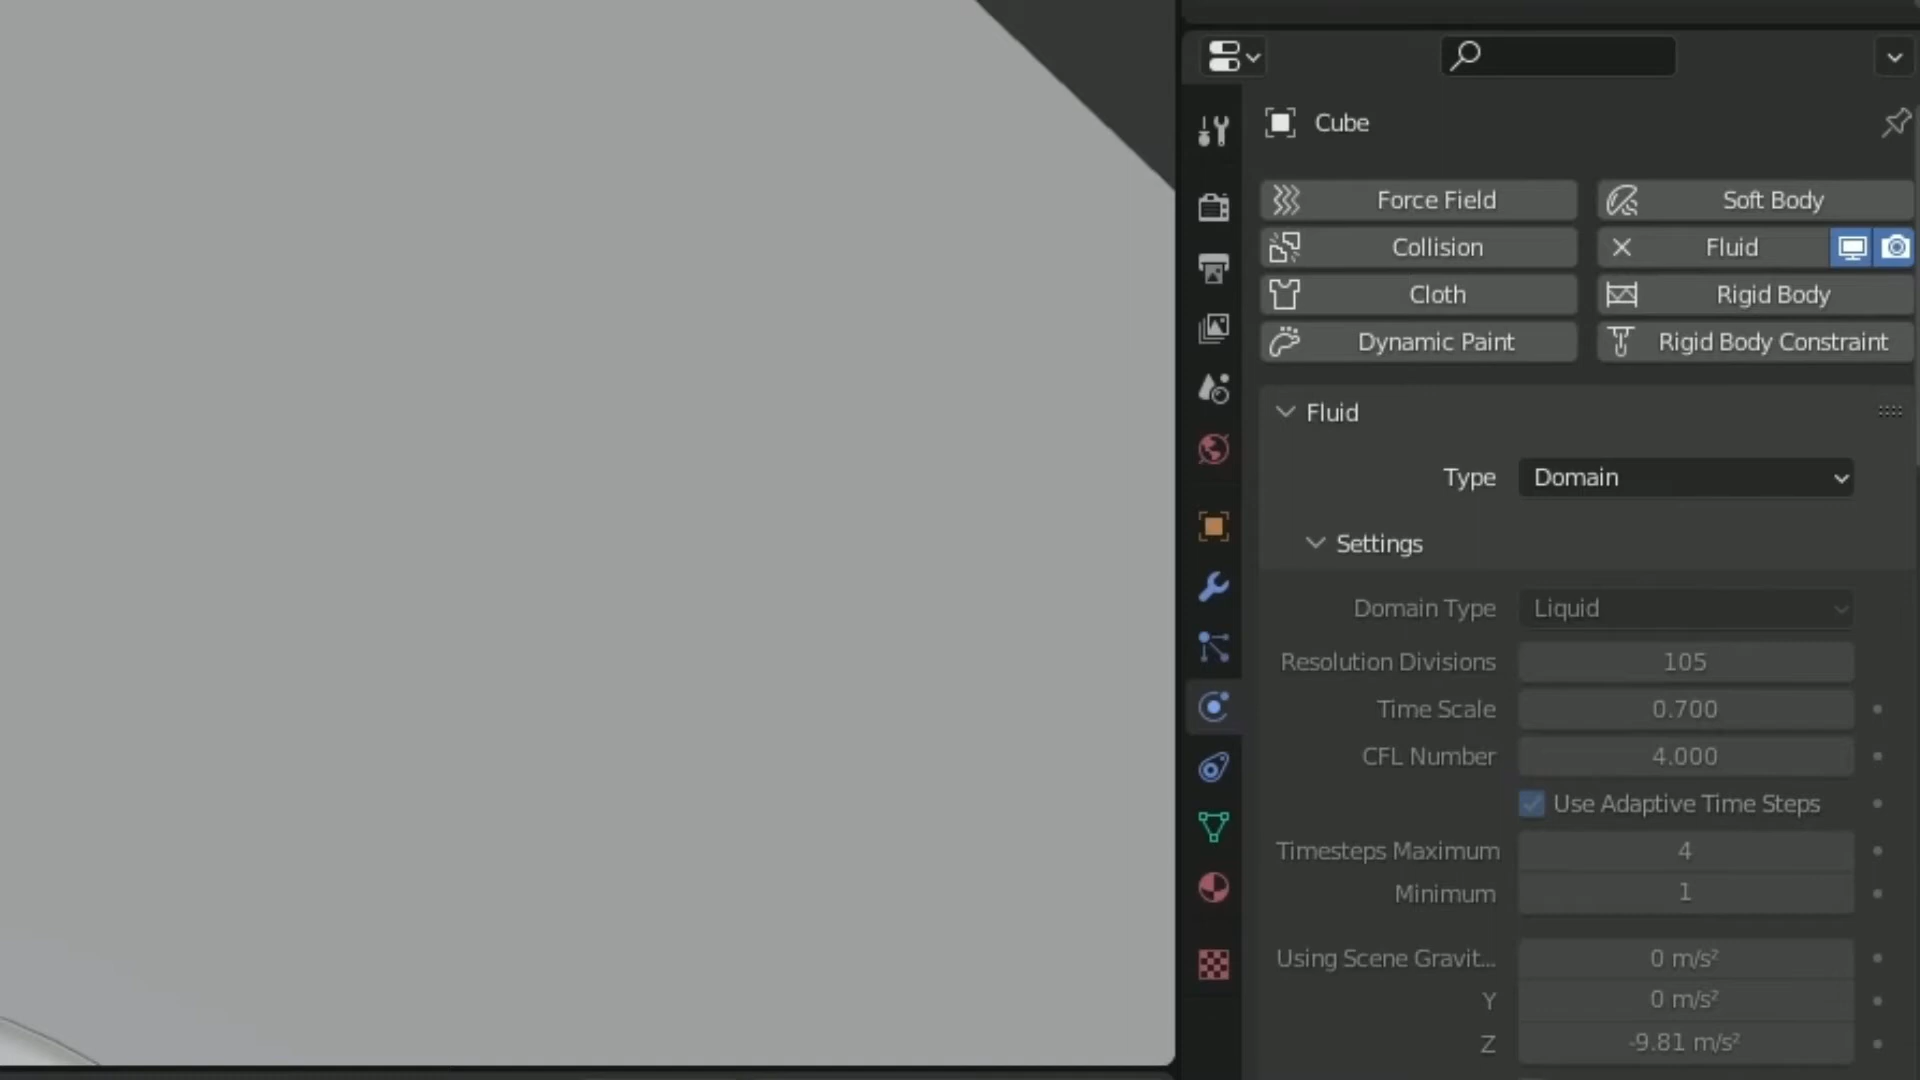 Cube
Force Field
Soft Body
Collision
Fluid
Cloth
Rigid Body
Dynamic Paint
Rigid Body Constraint
Fluid
Type Domain
Settings
Domain Type Liquid
Resolution Divisions 105
Time Scale 0.700
CFL Number 4.000
Use Adaptive Time Steps
Timesteps Maximum 4
Minimum 1
Using Scene Gravit... 0 m/s²
Y 0 m/s²
Z -9.81 m/s²